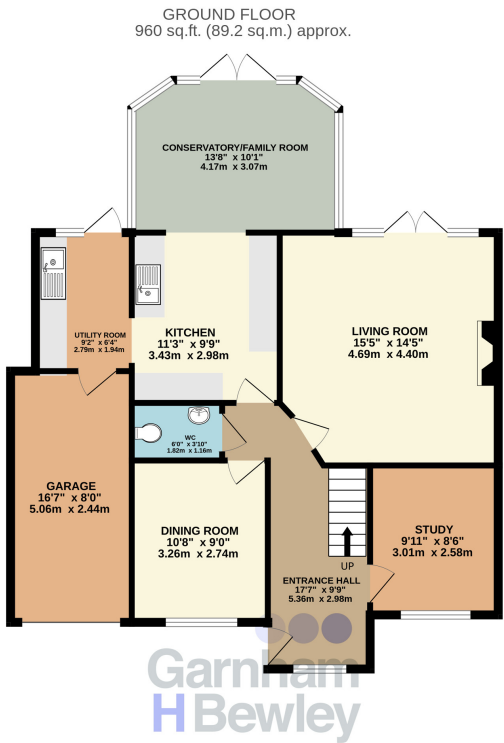 GROUND FLOOR
960 sq.ft. (89.2 sq.m.) approx.
CONSERVATORY/FAMILY ROOM
13'8" x 10'1"
4.17m x 3.07m
UTILITY ROOM
9'2" x 6'4"
2.79m x 1.94m
KITCHEN
11'3" x 9'9"
3.43m x 2.98m
LIVING ROOM
15'5" x 14'5"
4.69m x 4.40m
WC
6'0" x 3'10"
1.82m x 1.16m
GARAGE
16'7" x 8'0"
5.06m x 2.44m
DINING ROOM
10'8" x 9'0"
3.26m x 2.74m
STUDY
9'11" x 8'6"
3.01m x 2.58m
UP
ENTRANCE HALL
17'7" x 9'9"
5.36m x 2.98m
Garnham
H Bewley